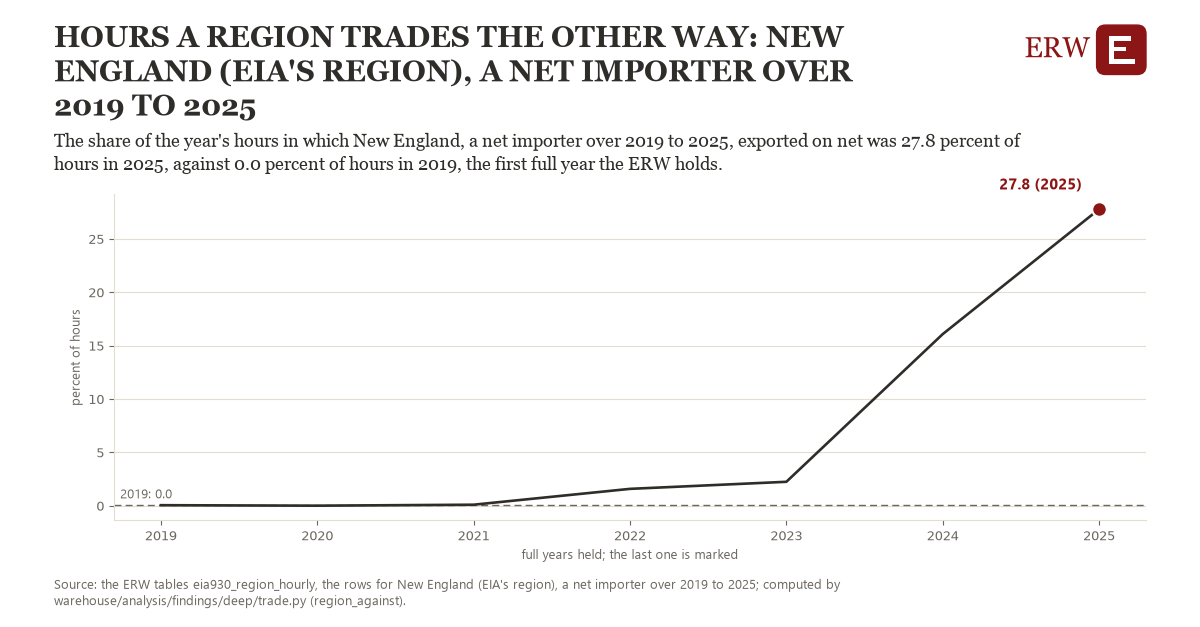 HOURS A REGION TRADES THE OTHER WAY: NEW
ENGLAND (EIA'S REGION), A NET IMPORTER OVER
2019 TO 2025
ERW E
The share of the year's hours in which New England, a net importer over 2019 to 2025, exported on net was 27.8 percent of
hours in 2025, against 0.0 percent of hours in 2019, the first full year the ERW holds.
27.8 (2025)
25
20
15
10
5
0
percent of hours
2019: 0.0
2019 2020 2021 2022 2023 2024 2025
full years held; the last one is marked
Source: the ERW tables eia930_region_hourly, the rows for New England (EIA's region), a net importer over 2019 to 2025; computed by
warehouse/analysis/findings/deep/trade.py (region_against).